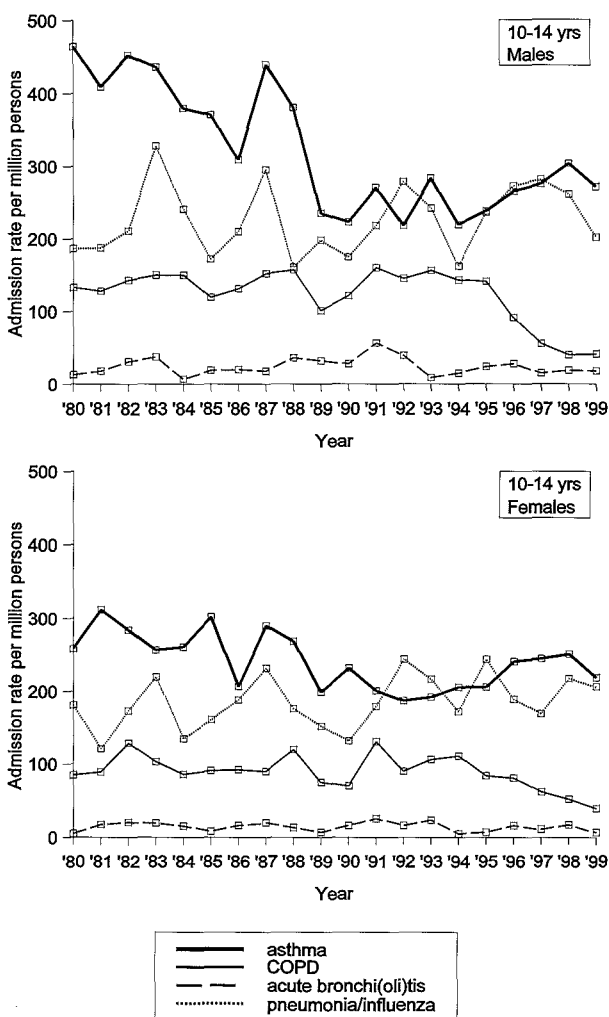 500
400
300
200
100
0
Admission rate per million persons
10-14 yrs
Males
'80 '81 '82 '83 '84 '85 '86 '87 '88 '89 '90 '91 '92 '93 '94 '95 '96 '97 '98 '99
Year
500
400
300
200
100
0
Admission rate per million persons
10-14 yrs
Females
'80 '81 '82 '83 '84 '85 '86 '87 '88 '89 '90 '91 '92 '93 '94 '95 '96 '97 '98 '99
Year
asthma
COPD
acute bronchi(oli)tis
pneumonia/influenza